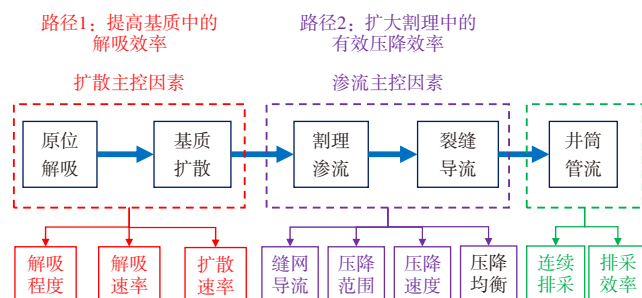 路径1：提高基质中的
解吸效率
路径2：扩大割理中的
有效压降效率
扩散主控因素
渗流主控因素
原位
解吸
基质
扩散
割理
渗流
裂缝
导流
井筒
管流
解吸
程度
解吸
速率
扩散
速率
缝网
导流
压降
范围
压降
速度
压降
均衡
连续
排采
排采
效率